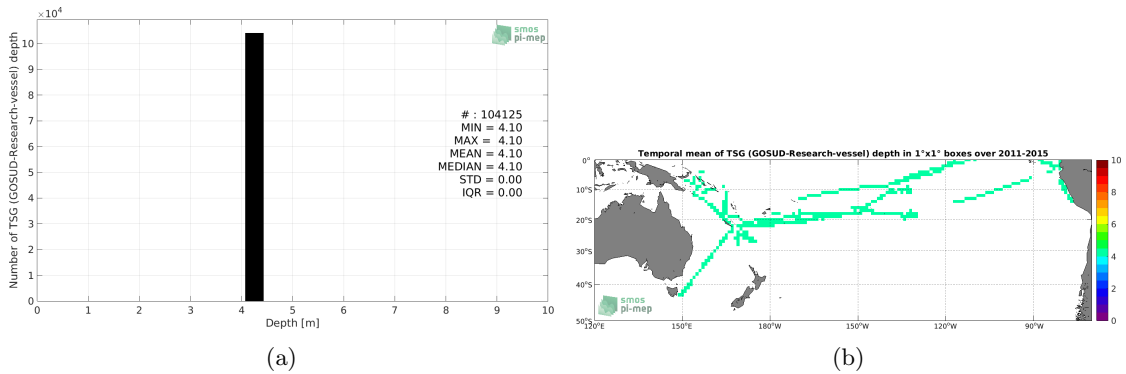 ×10⁴
10
9
8
7
6
5
4
3
2
1
0
Number of TSG (GOSUD-Research-vessel) depth
smos
pi-mep
# : 104125
MIN = 4.10
MAX = 4.10
MEAN = 4.10
MEDIAN = 4.10
STD = 0.00
IQR = 0.00
0 1 2 3 4 5 6 7 8 9 10
Depth [m]
(a)
Temporal mean of TSG (GOSUD-Research-vessel) depth in 1°x1° boxes over 2011-2015
0°
10°S
20°S
30°S
40°S
50°S
smos
pi-mep
120°E 150°E 180°W 150°W 120°W 90°W
10
8
6
4
2
0
(b)